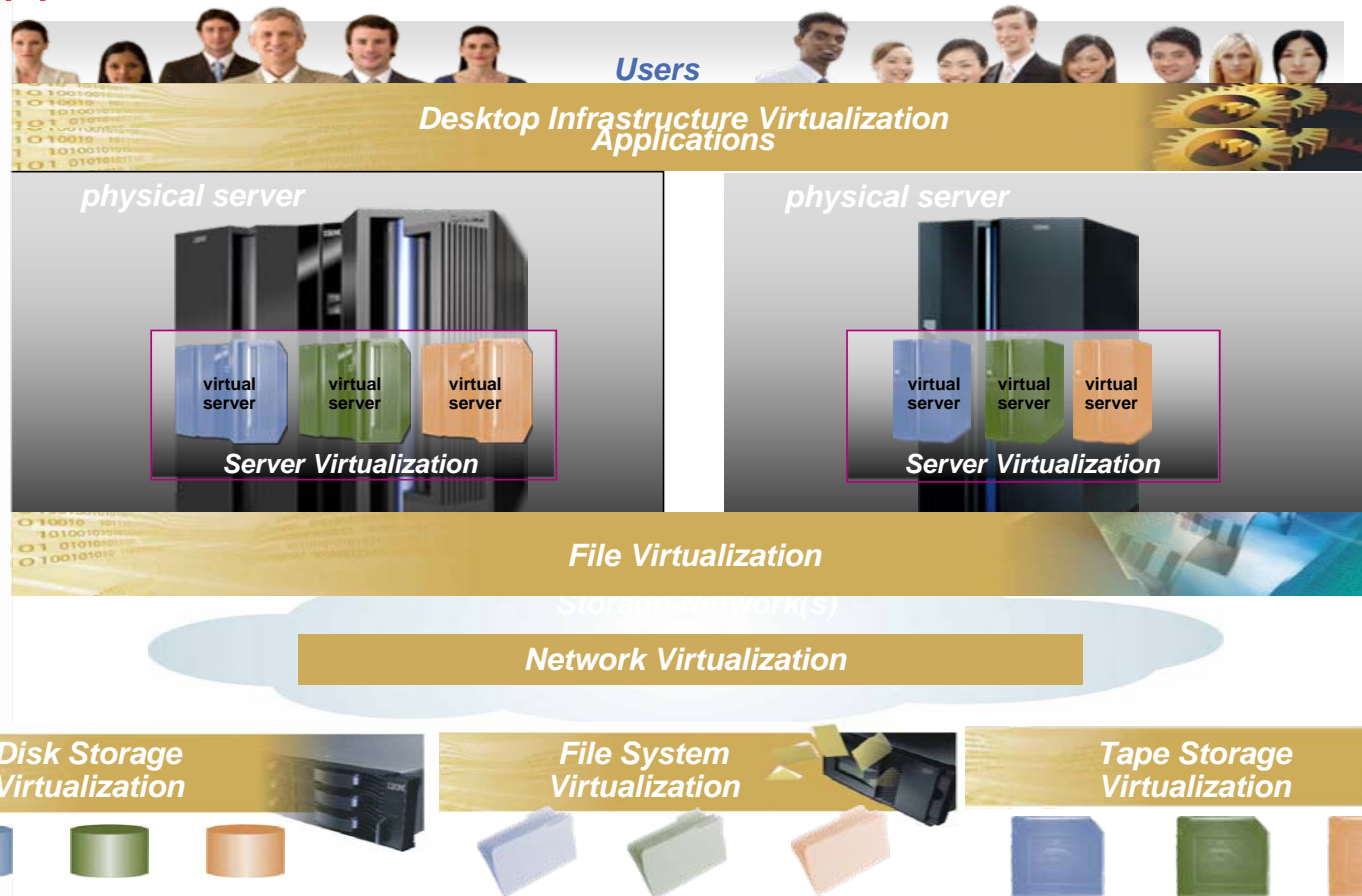 Users
Desktop Infrastructure Virtualization
Applications
physical server
physical server
virtual server
virtual server
virtual server
virtual server
virtual server
virtual server
Server Virtualization
Server Virtualization
File Virtualization
Storage Network(s)
Network Virtualization
Disk Storage
Virtualization
File System
Virtualization
Tape Storage
Virtualization